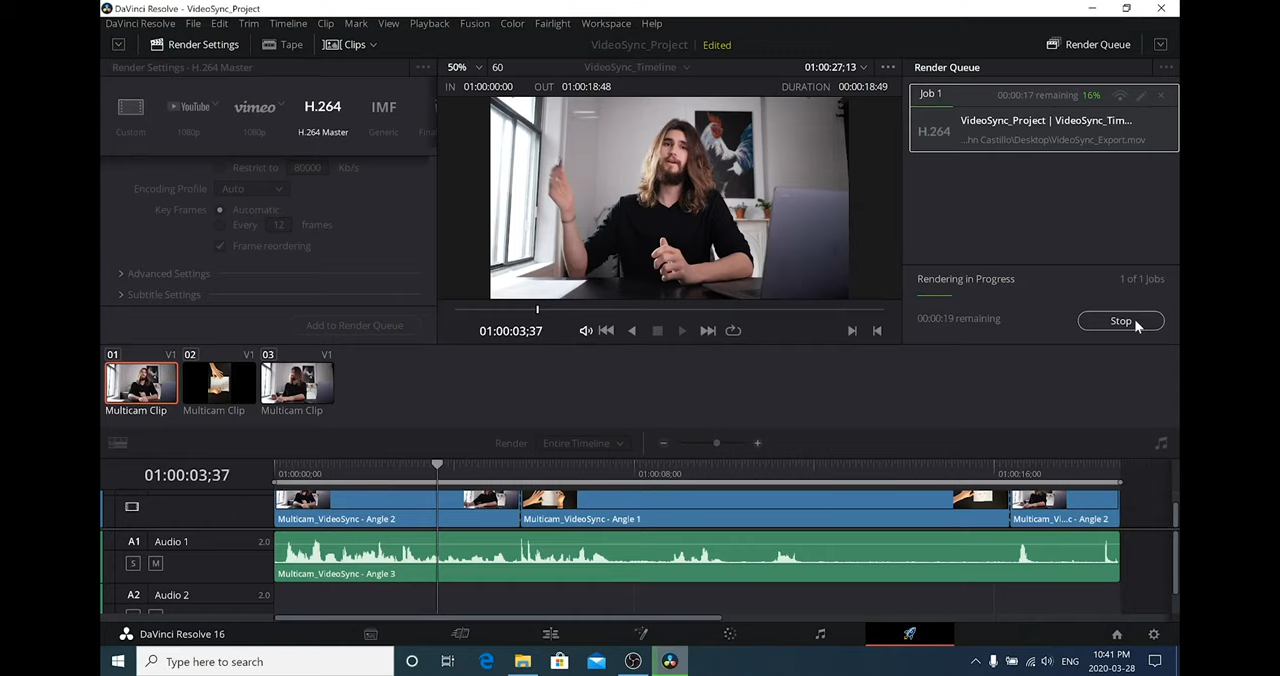 DaVinci Resolve - VideoSync_Project
DaVinci Resolve File Edit Trim Timeline Clip Mark View Playback Fusion Color Fairlight Workspace Help
Render Settings Tape Clips VideoSync_Project Edited Render Queue
Render Settings - H.264 Master 50% 60 VideoSync_Timeline 01:00:27;13 Render Queue
IN 01:00:00:00 OUT 01:00:18:48 DURATION 00:00:18:49
Job 1 00:00:17 remaining 16%
YouTube vimeo H.264 IMF
Custom 1080p 1080p H.264 Master Generic
H.264 VideoSync_Project | VideoSync_Tim...
...hn Castillo\Desktop\VideoSync_Export.mov
Restrict to 80000 Kb/s
Encoding Profile Auto
Key Frames Automatic
Every 12 frames
Frame reordering
Advanced Settings
Subtitle Settings
Add to Render Queue
Rendering in Progress 1 of 1 Jobs
00:00:19 remaining Stop
01:00:03;37
01 V1 02 V1 03 V1
Multicam Clip Multicam Clip Multicam Clip
Render Entire Timeline
01:00:03;37 01:00:00:00 01:00:08:00 01:00:16:00
Multicam_VideoSync - Angle 2 Multicam_VideoSync - Angle 1 Multicam_Vi...c - Angle 2
A1 Audio 1 2.0
S M
Multicam_VideoSync - Angle 3
A2 Audio 2 2.0
DaVinci Resolve 16
Type here to search
ENG 10:41 PM
2020-03-28